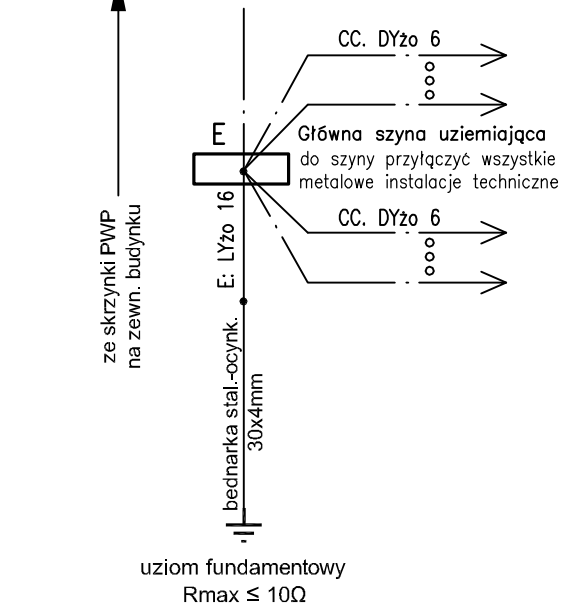 CC. DYżo 6
E
Główna szyna uziemiająca
do szyny przyłączyć wszystkie
metalowe instalacje techniczne
CC. DYżo 6
E: LYżo 16
ze skrzynki PWP
na zewn. budynku
bednarka stal.-ocynk.
30x4mm
uziom fundamentowy
Rmax ≤ 10Ω